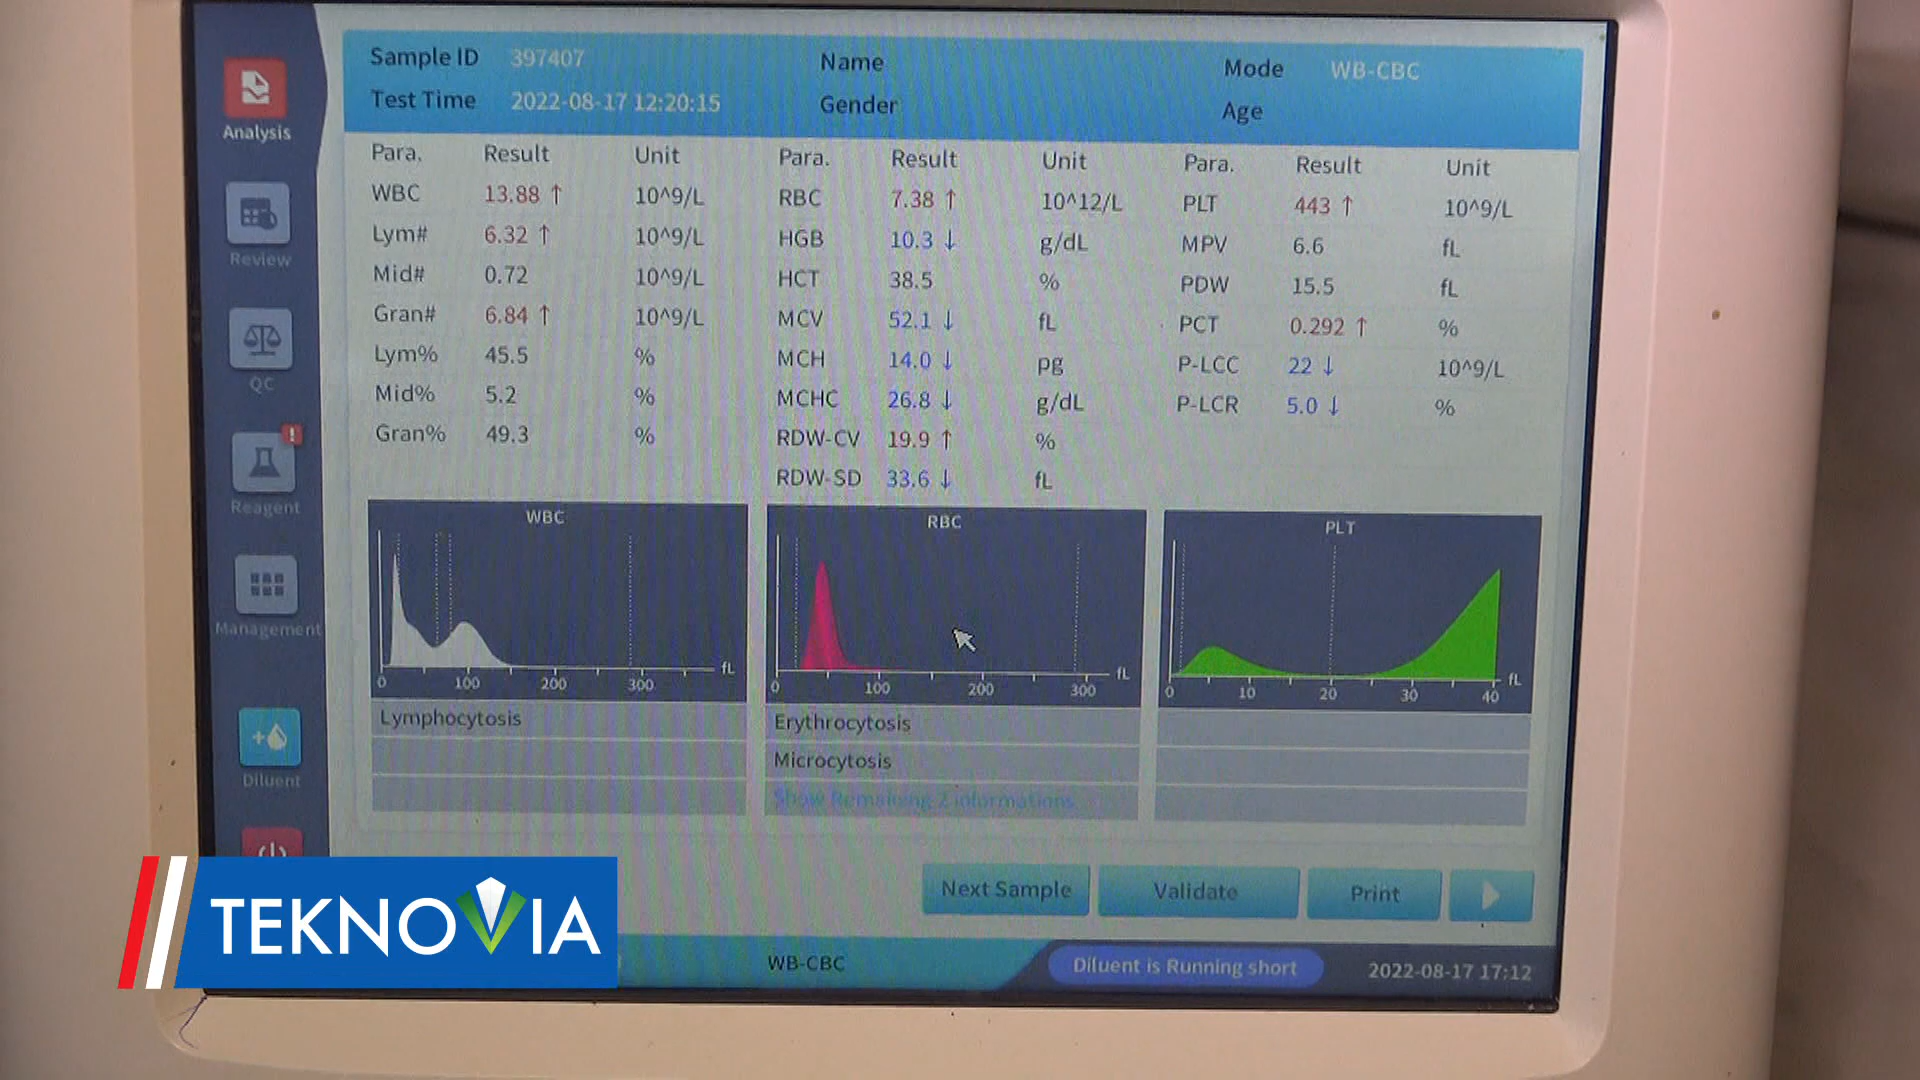 Sample ID 397407 Name Mode WB-CBC
Test Time 2022-08-17 12:20:15 Gender Age
Analysis
Review
QC
Reagent
!
Management
Diluent
Para. Result Unit
WBC 13.88 ↑ 10^9/L
Lym# 6.32 ↑ 10^9/L
Mid# 0.72 10^9/L
Gran# 6.84 ↑ 10^9/L
Lym% 45.5 %
Mid% 5.2 %
Gran% 49.3 %
Para. Result Unit
RBC 7.38 ↑ 10^12/L
HGB 10.3 ↓ g/dL
HCT 38.5 %
MCV 52.1 ↓ fL
MCH 14.0 ↓ pg
MCHC 26.8 ↓ g/dL
RDW-CV 19.9 ↑ %
RDW-SD 33.6 ↓ fL
Para. Result Unit
PLT 443 ↑ 10^9/L
MPV 6.6 fL
PDW 15.5 fL
PCT 0.292 ↑ %
P-LCC 22 ↓ 10^9/L
P-LCR 5.0 ↓ %
WBC
fL
0 100 200 300
Lymphocytosis
RBC
fL
0 100 200 300
Erythrocytosis
Microcytosis
Show Remaining 2 informations
PLT
fL
0 10 20 30 40
Next Sample Validate Print
WB-CBC Diluent is Running short 2022-08-17 17:12
TEKNOVIA